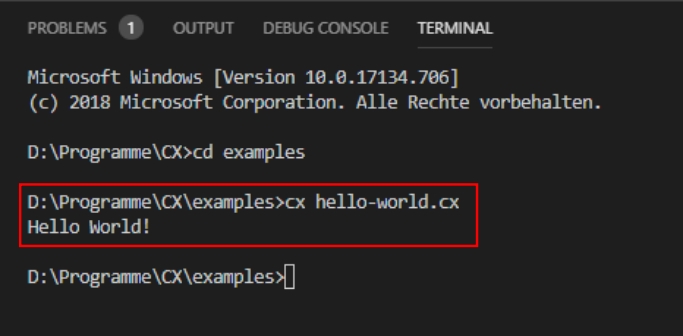 PROBLEMS 1 OUTPUT DEBUG CONSOLE TERMINAL
Microsoft Windows [Version 10.0.17134.706]
(c) 2018 Microsoft Corporation. Alle Rechte vorbehalten.
D:\Programme\CX>cd examples
D:\Programme\CX\examples>cx hello-world.cx
Hello World!
D:\Programme\CX\examples>